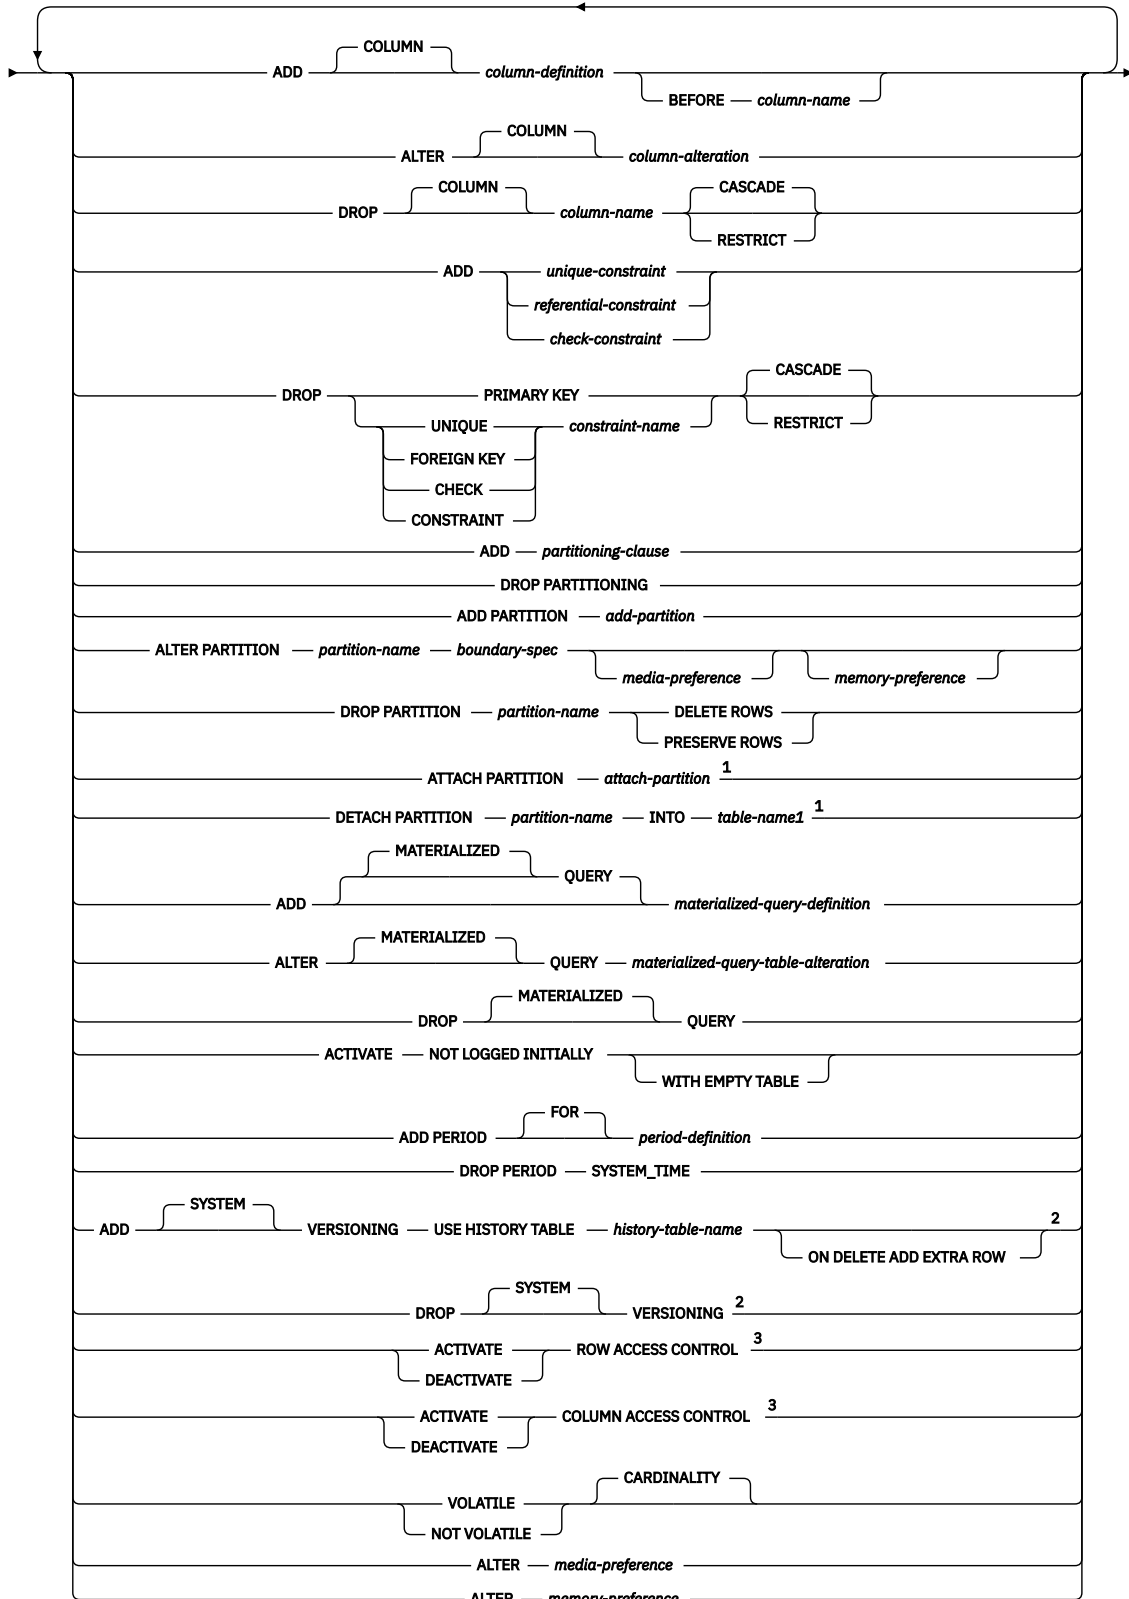 COLUMN
ADD column-definition
BEFORE column-name
COLUMN
ALTER column-alteration
COLUMN CASCADE
DROP column-name
RESTRICT
ADD unique-constraint
referential-constraint
check-constraint
CASCADE
DROP PRIMARY KEY
RESTRICT
UNIQUE constraint-name
FOREIGN KEY
CHECK
CONSTRAINT
ADD partitioning-clause
DROP PARTITIONING
ADD PARTITION add-partition
ALTER PARTITION partition-name boundary-spec
media-preference memory-preference
DROP PARTITION partition-name DELETE ROWS
PRESERVE ROWS
ATTACH PARTITION attach-partition 1
DETACH PARTITION partition-name INTO table-name1 1
MATERIALIZED
QUERY
ADD materialized-query-definition
MATERIALIZED
ALTER QUERY materialized-query-table-alteration
MATERIALIZED
DROP QUERY
ACTIVATE NOT LOGGED INITIALLY
WITH EMPTY TABLE
FOR
ADD PERIOD period-definition
DROP PERIOD SYSTEM_TIME
SYSTEM
ADD VERSIONING USE HISTORY TABLE history-table-name 2
ON DELETE ADD EXTRA ROW
SYSTEM
DROP VERSIONING 2
ACTIVATE ROW ACCESS CONTROL 3
DEACTIVATE
ACTIVATE COLUMN ACCESS CONTROL 3
DEACTIVATE
CARDINALITY
VOLATILE
NOT VOLATILE
ALTER media-preference
ALTER memory-preference